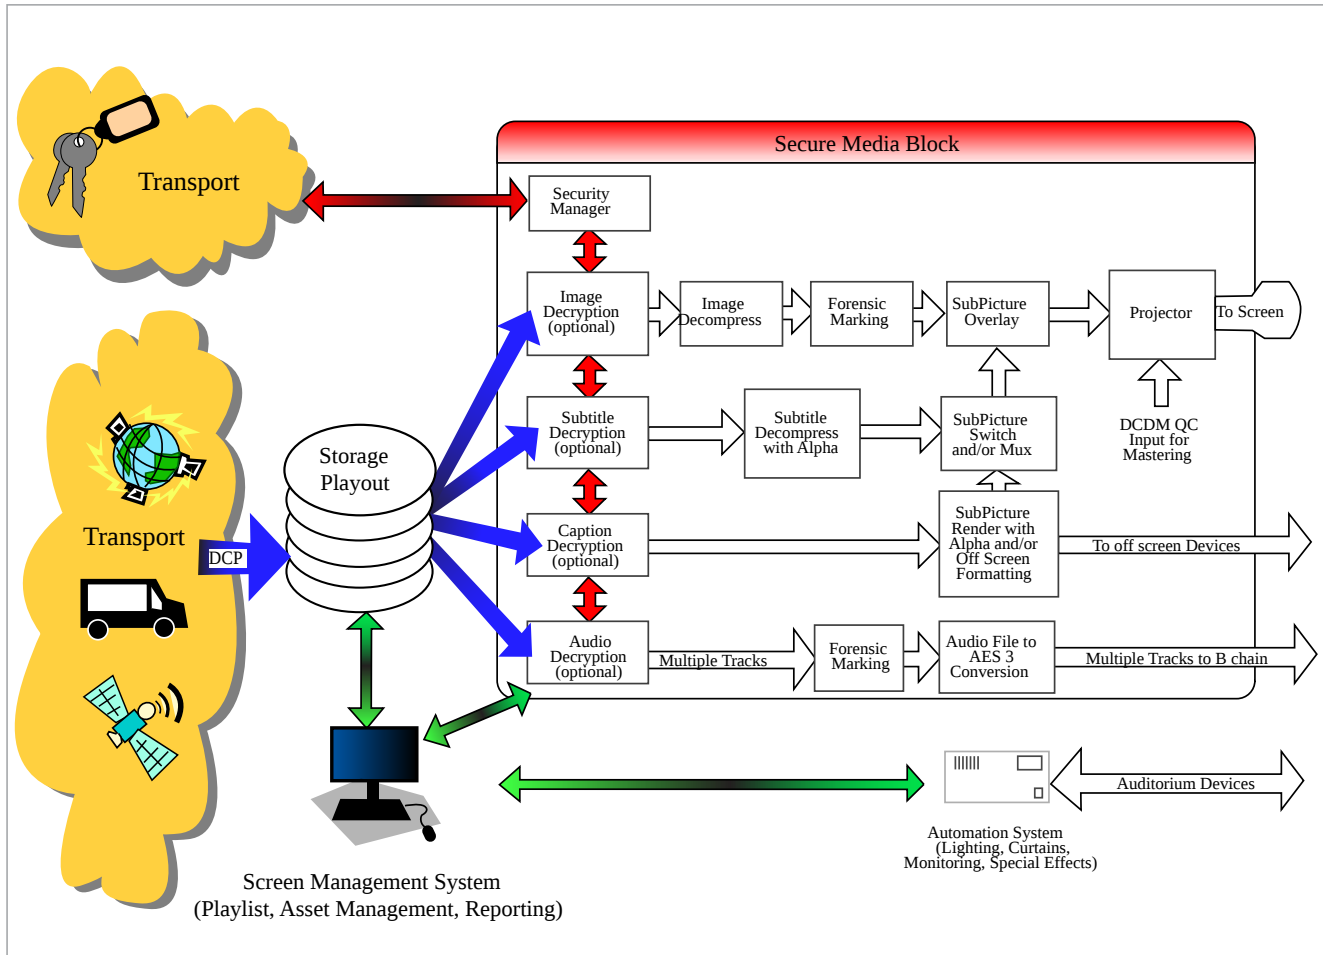 Secure Media Block
Transport
Security
Manager
Image
Decryption
(optional)
Image
Decompress
Forensic
Marking
SubPicture
Overlay
Projector
To Screen
Subtitle
Decryption
(optional)
Subtitle
Decompress
with Alpha
SubPicture
Switch
and/or Mux
DCDM QC
Input for
Mastering
Storage
Playout
Transport
DCP
Caption
Decryption
(optional)
SubPicture
Render with
Alpha and/or
Off Screen
Formatting
To off screen Devices
Audio
Decryption
(optional)
Multiple Tracks
Forensic
Marking
Audio File to
AES 3
Conversion
Multiple Tracks to B chain
Auditorium Devices
Automation System
(Lighting, Curtains,
Monitoring, Special Effects)
Screen Management System
(Playlist, Asset Management, Reporting)